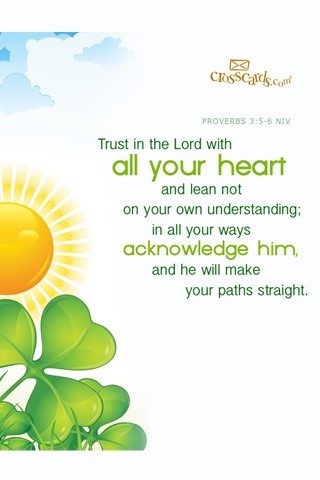 crosscards.com
PROVERBS 3:5-6 NIV
Trust in the Lord with
all your heart
and lean not
on your own understanding;
in all your ways
acknowledge him,
and he will make
your paths straight.